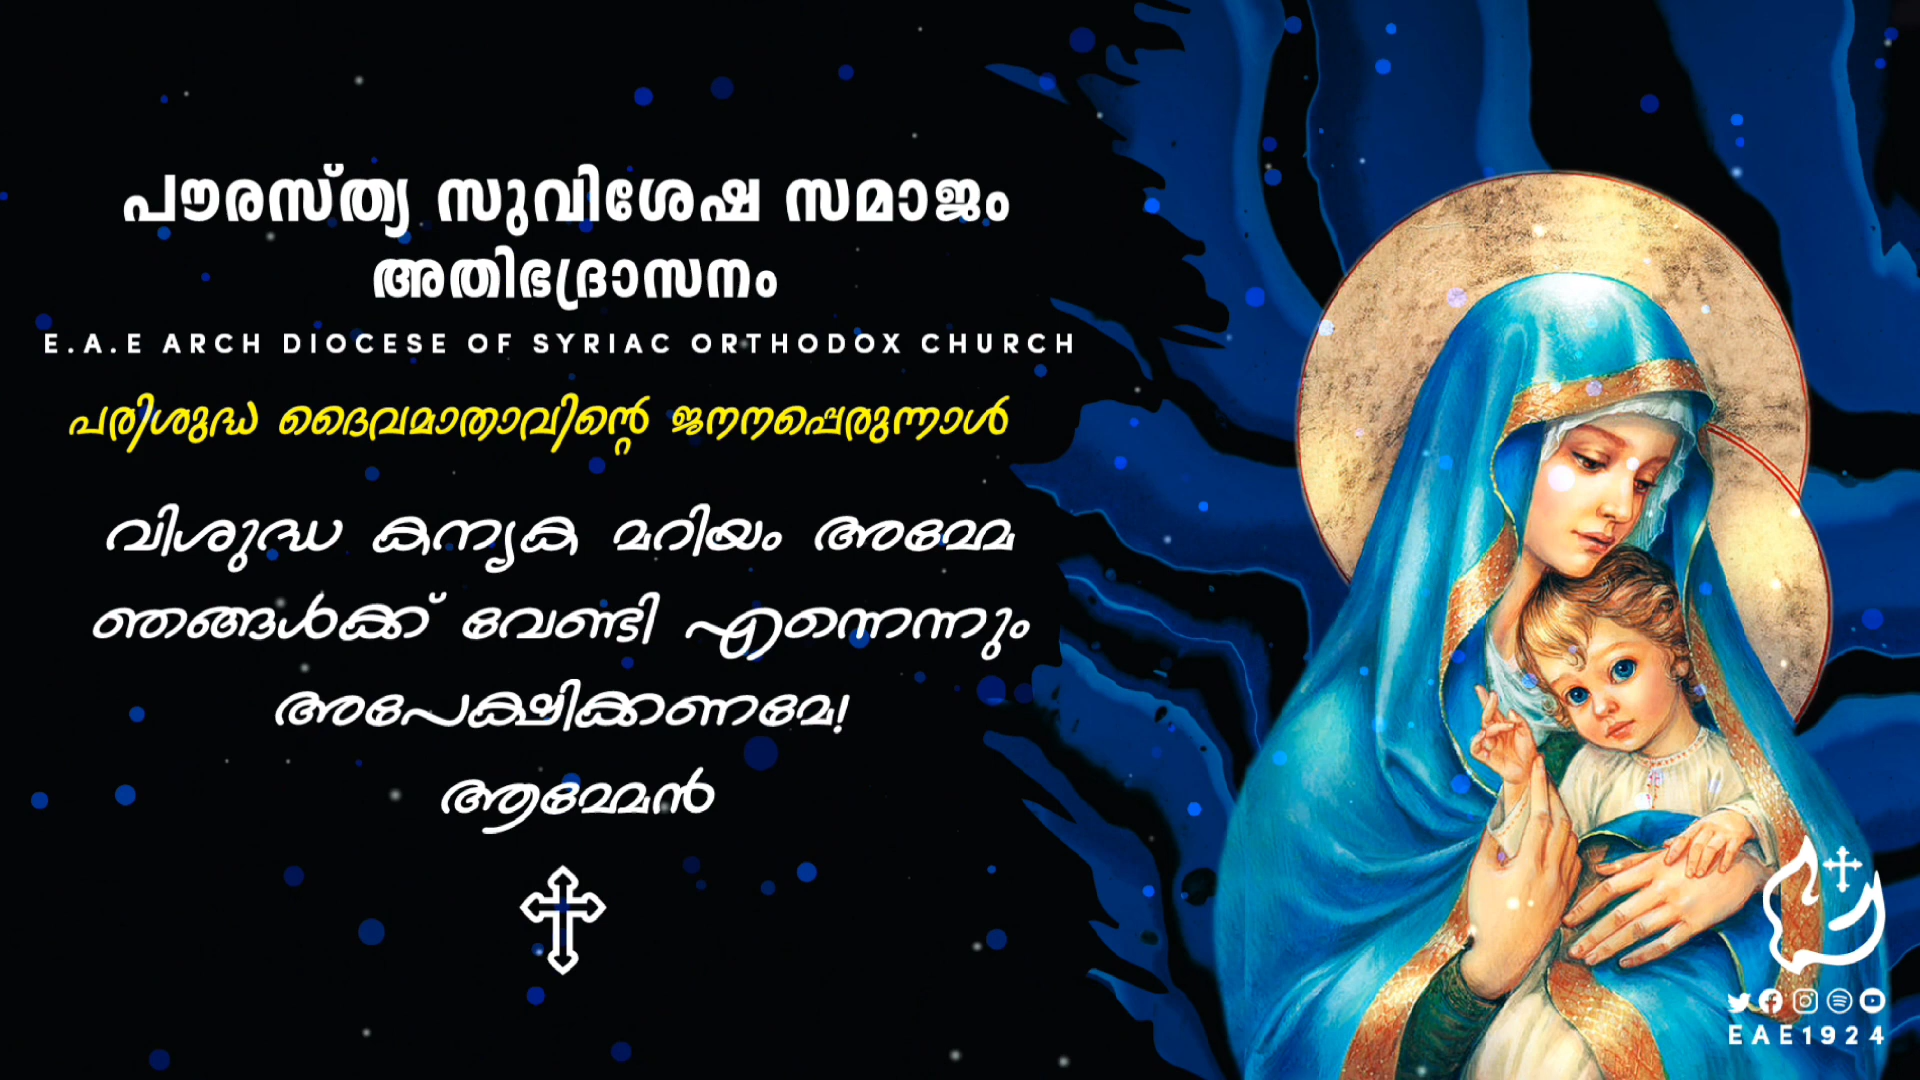 പൗരസ്ത്യ സുവിശേഷ സമാജം
അതിഭദ്രാസനം
E.A.E ARCH DIOCESE OF SYRIAC ORTHODOX CHURCH
പരിശുദ്ധ ദൈവമാതാവിന്റെ ജനനപ്പെരുന്നാൾ
വിശുദ്ധ കന്യക മറിയം അമ്മേ
ഞങ്ങൾക്ക് വേണ്ടി എന്നെന്നും
അപേക്ഷിക്കണമേ!
ആമ്മേൻ
EAE1924